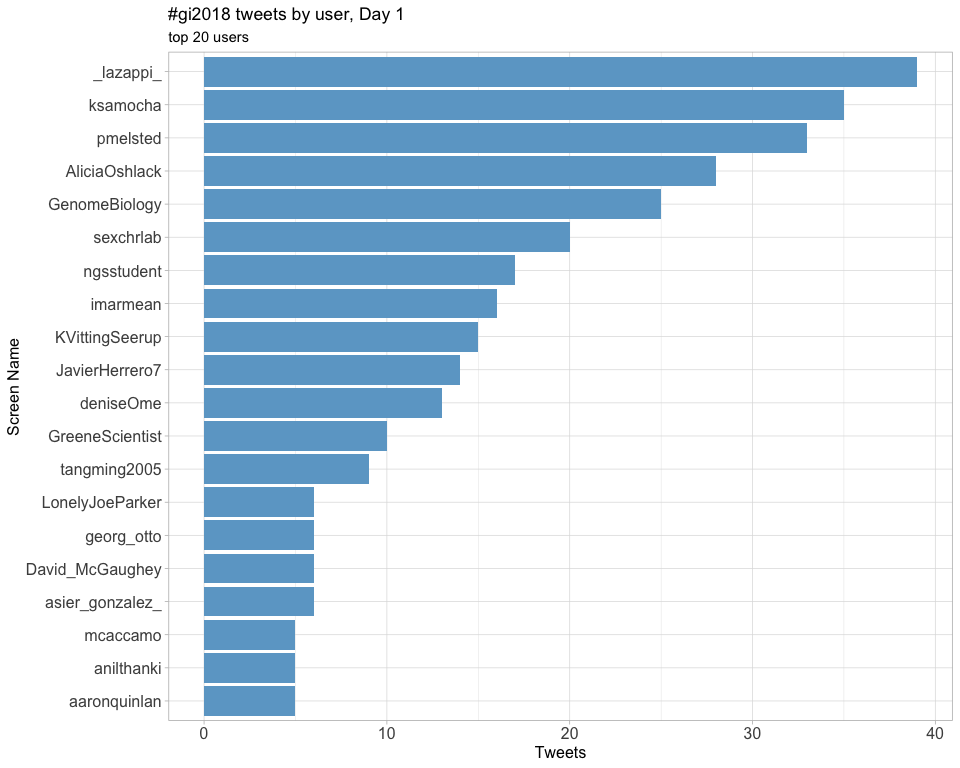 #gi2018 tweets by user, Day 1
top 20 users
_lazappi_
ksamocha
pmelsted
AliciaOshlack
GenomeBiology
sexchrlab
ngsstudent
imarmean
KVittingSeerup
JavierHerrero7
deniseOme
GreeneScientist
tangming2005
LonelyJoeParker
georg_otto
David_McGaughey
asier_gonzalez_
mcaccamo
anilthanki
aaronquinlan
Screen Name
0 10 20 30 40
Tweets